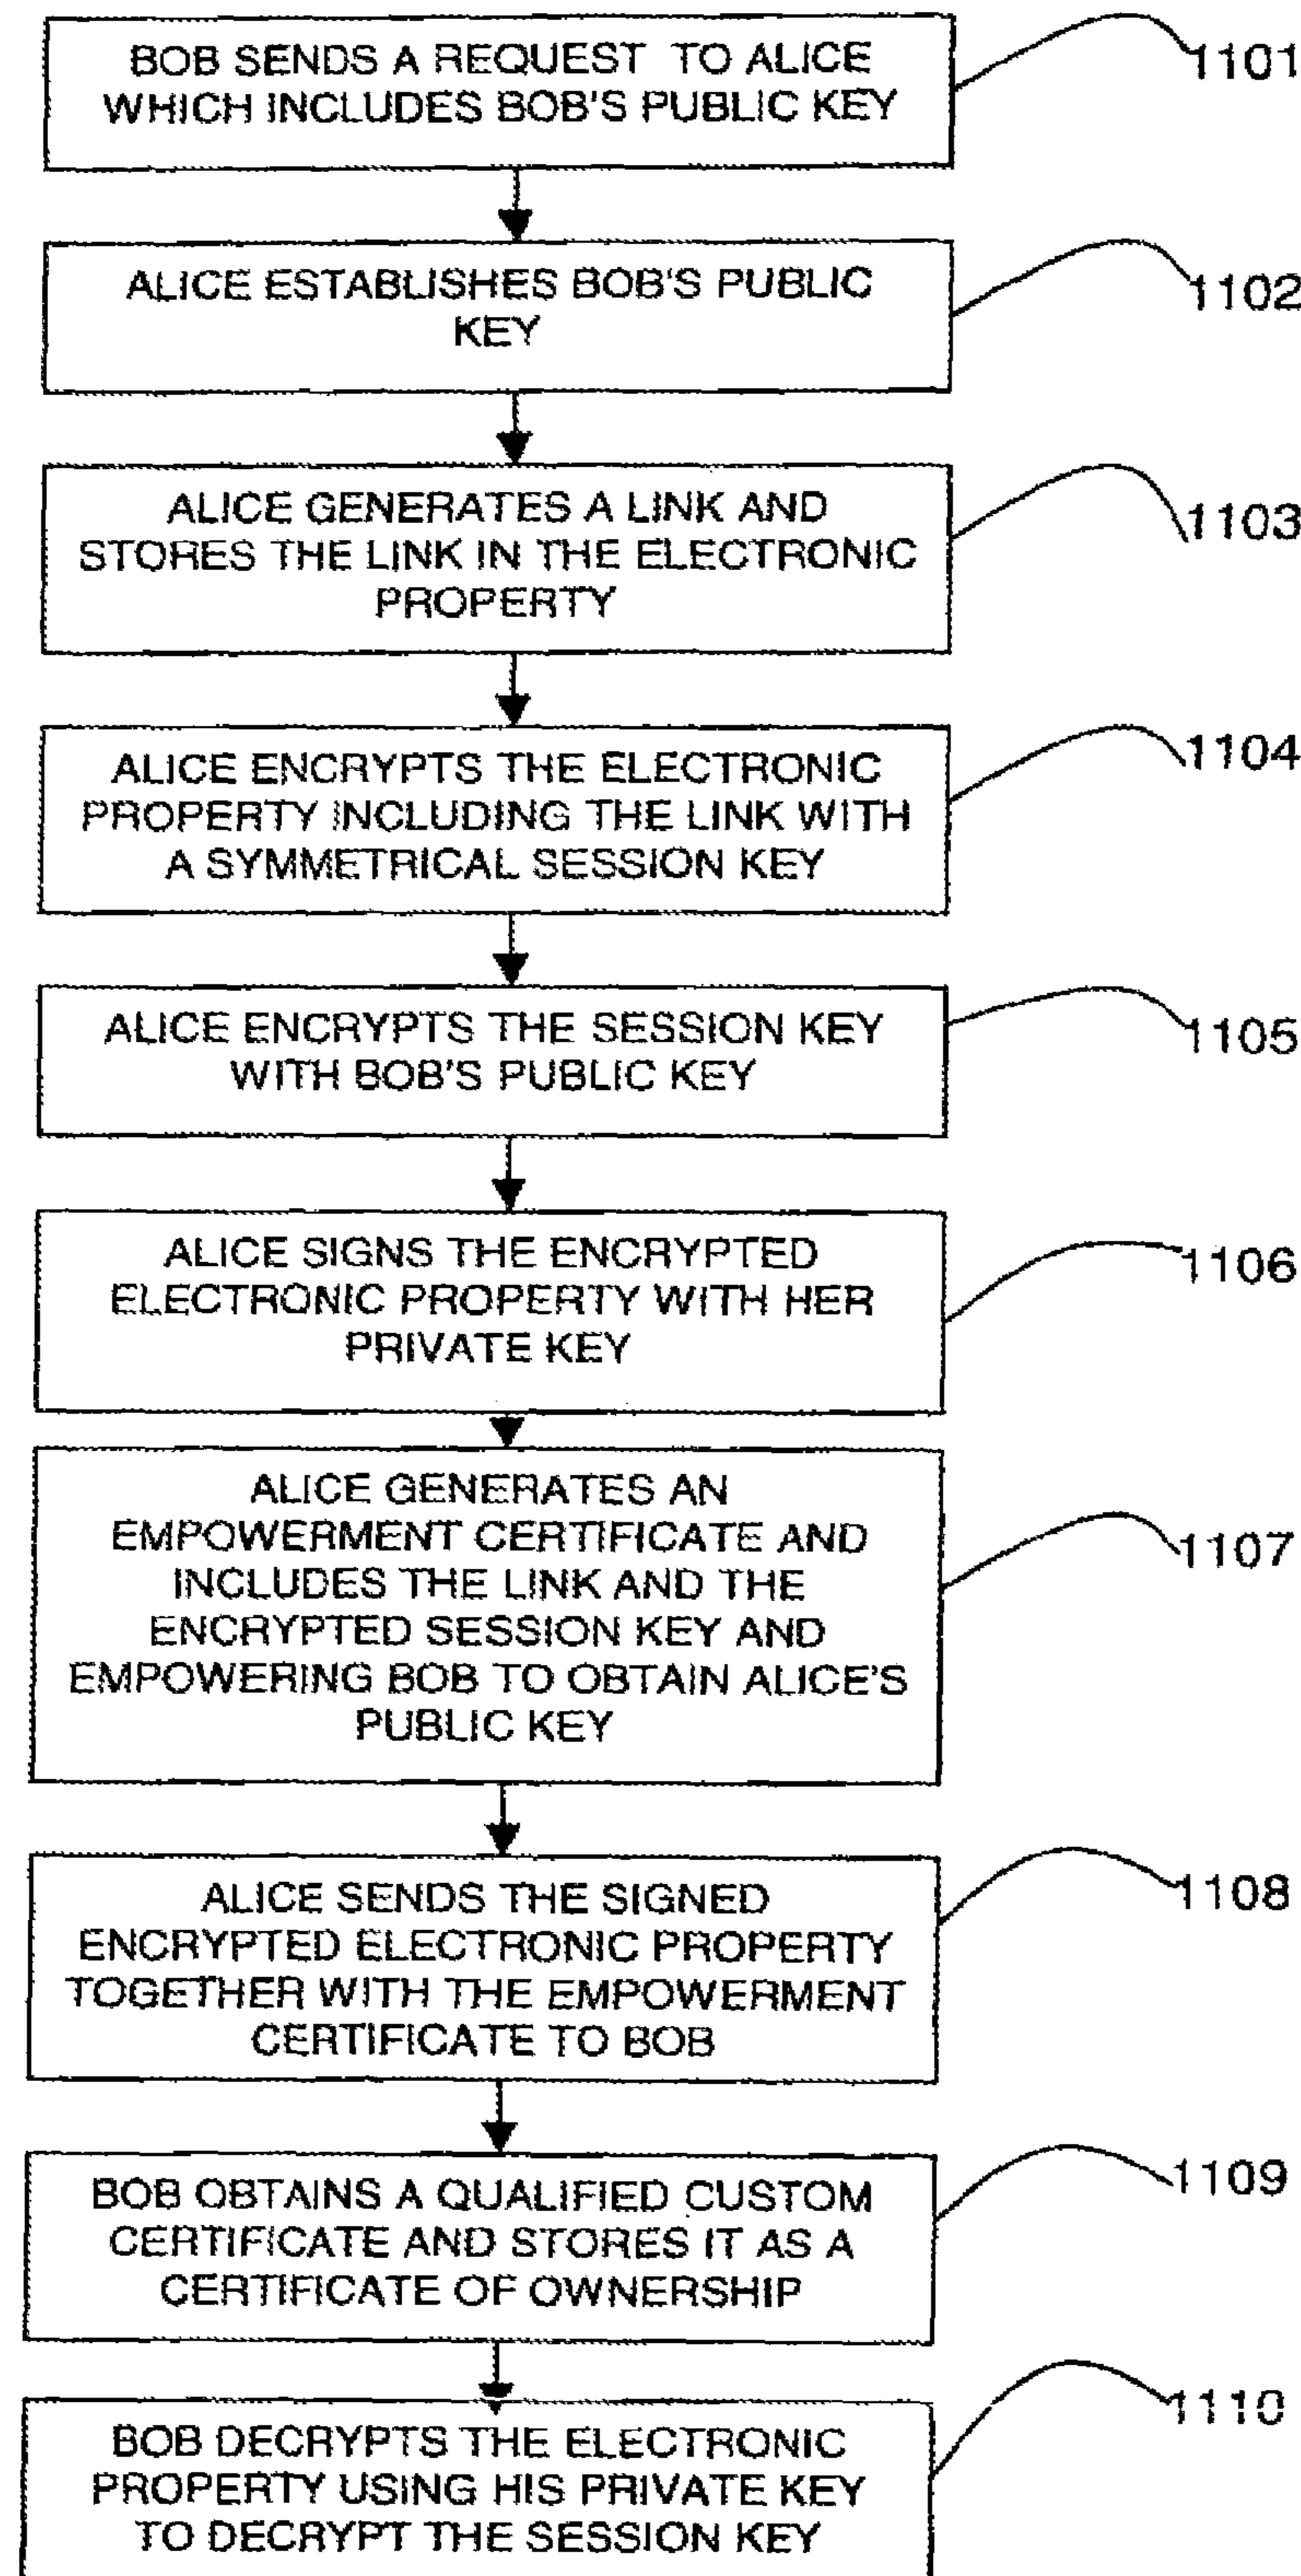 BOB SENDS A REQUEST TO ALICE
WHICH INCLUDES BOB'S PUBLIC KEY
1101
ALICE ESTABLISHES BOB'S PUBLIC
KEY
1102
ALICE GENERATES A LINK AND
STORES THE LINK IN THE ELECTRONIC
PROPERTY
1103
ALICE ENCRYPTS THE ELECTRONIC
PROPERTY INCLUDING THE LINK WITH
A SYMMETRICAL SESSION KEY
1104
ALICE ENCRYPTS THE SESSION KEY
WITH BOB'S PUBLIC KEY
1105
ALICE SIGNS THE ENCRYPTED
ELECTRONIC PROPERTY WITH HER
PRIVATE KEY
1106
ALICE GENERATES AN
EMPOWERMENT CERTIFICATE AND
INCLUDES THE LINK AND THE
ENCRYPTED SESSION KEY AND
EMPOWERING BOB TO OBTAIN ALICE'S
PUBLIC KEY
1107
ALICE SENDS THE SIGNED
ENCRYPTED ELECTRONIC PROPERTY
TOGETHER WITH THE EMPOWERMENT
CERTIFICATE TO BOB
1108
BOB OBTAINS A QUALIFIED CUSTOM
CERTIFICATE AND STORES IT AS A
CERTIFICATE OF OWNERSHIP
1109
BOB DECRYPTS THE ELECTRONIC
PROPERTY USING HIS PRIVATE KEY
TO DECRYPT THE SESSION KEY
1110